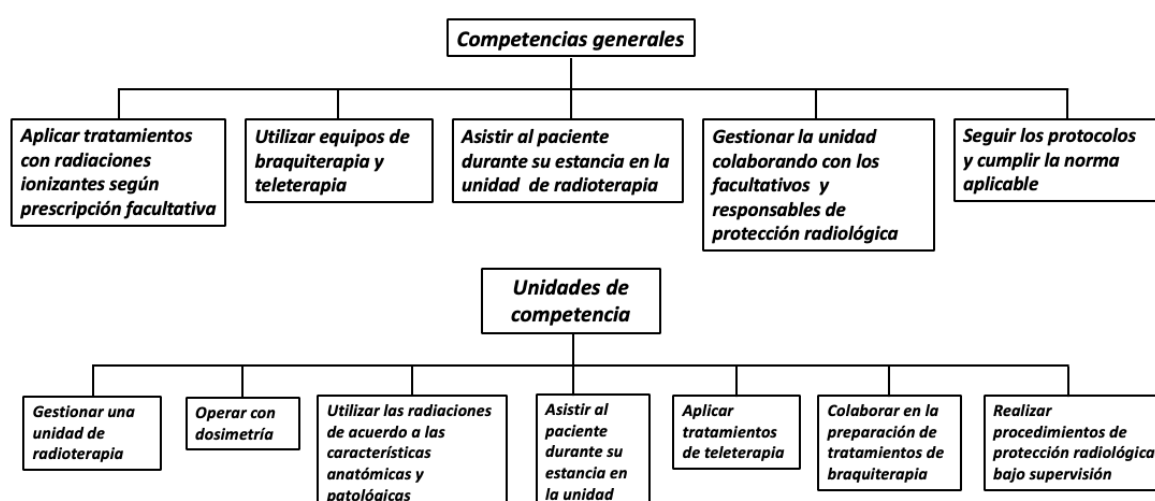 Competencias generales
Aplicar tratamientos
con radiaciones
ionizantes según
prescripción facultativa
Utilizar equipos de
braquiterapia y
teleterapia
Asistir al paciente
durante su estancia en la
unidad de radioterapia
Gestionar la unidad
colaborando con los
facultativos y
responsables de
protección radiológica
Seguir los protocolos
y cumplir la norma
aplicable
Unidades de
competencia
Gestionar una
unidad de
radioterapia
Operar con
dosimetría
Utilizar las radiaciones
de acuerdo a las
características
anatómicas y
patológicas
Asistir al
paciente
durante su
estancia en
la unidad
Aplicar
tratamientos
de teleterapia
Colaborar en la
preparación de
tratamientos de
braquiterapia
Realizar
procedimientos de
protección radiológica
bajo supervisión